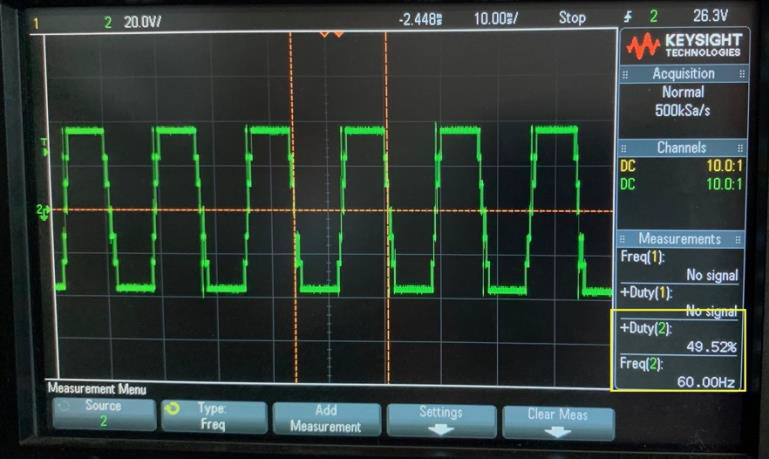 1 2 20.0V/ -2.448s 10.00s/ Stop 2 26.3V
KEYSIGHT
TECHNOLOGIES
Acquisition
Normal
500kSa/s
Channels
DC 10.0:1
DC 10.0:1
Measurements
Freq(1):
No signal
+Duty(1):
No signal
+Duty(2):
49.52%
Freq(2):
60.00Hz
T
2
Measurement Menu
Source
2
Type:
Freq
Add
Measurement
Settings
Clear Meas